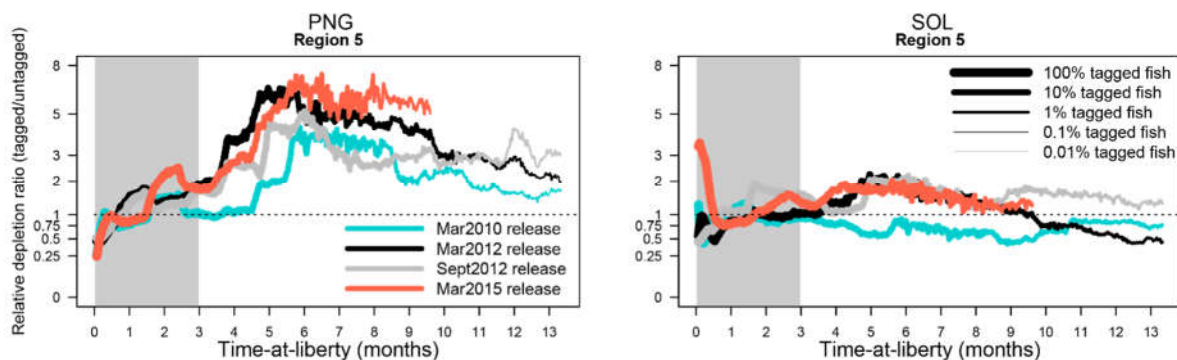 PNG
Region 5
Relative depletion ratio (tagged/untagged)
8
5
3
2
1
0.75
0.5
0.25
0
Mar2010 release
Mar2012 release
Sept2012 release
Mar2015 release
0 1 2 3 4 5 6 7 8 9 10 11 12 13
Time-at-liberty (months)
SOL
Region 5
8
5
3
2
1
0.75
0.5
0.25
0
100% tagged fish
10% tagged fish
1% tagged fish
0.1% tagged fish
0.01% tagged fish
0 1 2 3 4 5 6 7 8 9 10 11 12 13
Time-at-liberty (months)